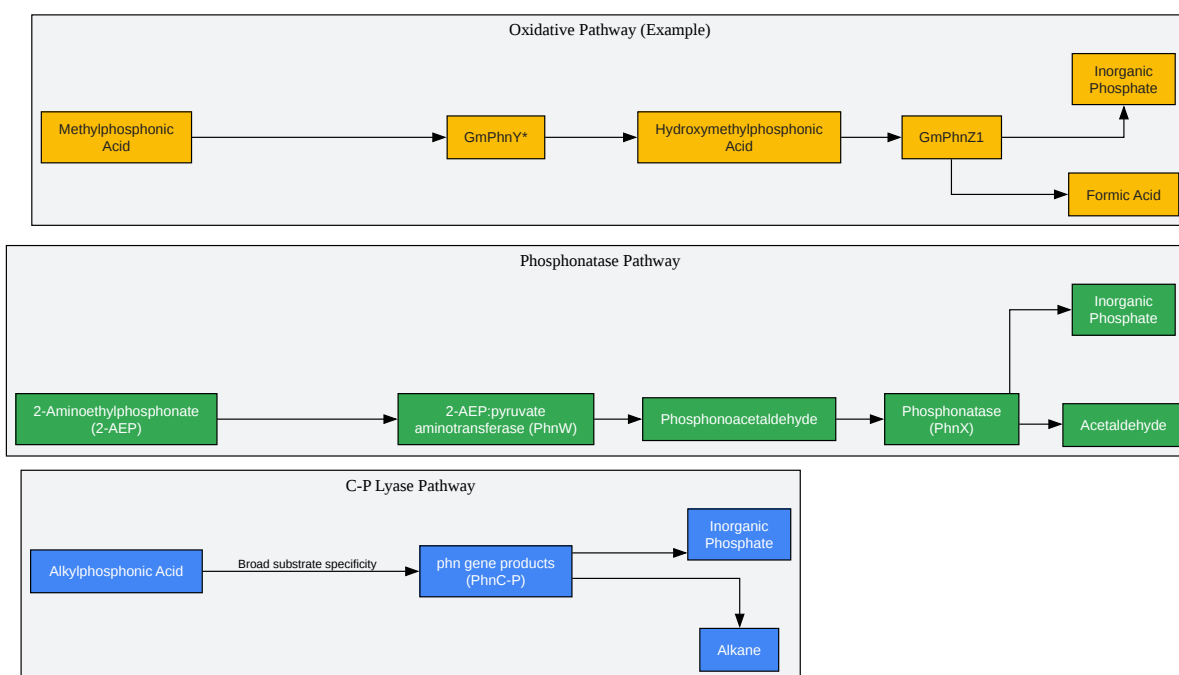 Oxidative Pathway (Example)
Inorganic
Phosphate
Methylphosphonic
Acid
GmPhnY*
Hydroxymethylphosphonic
Acid
GmPhnZ1
Formic Acid
Phosphonatase Pathway
Inorganic
Phosphate
2-Aminoethylphosphonate
(2-AEP)
2-AEP:pyruvate
aminotransferase (PhnW)
Phosphonoacetaldehyde
Phosphonatase
(PhnX)
Acetaldehyde
C-P Lyase Pathway
Inorganic
Phosphate
Alkylphosphonic Acid
Broad substrate specificity
phn gene products
(PhnC-P)
Alkane